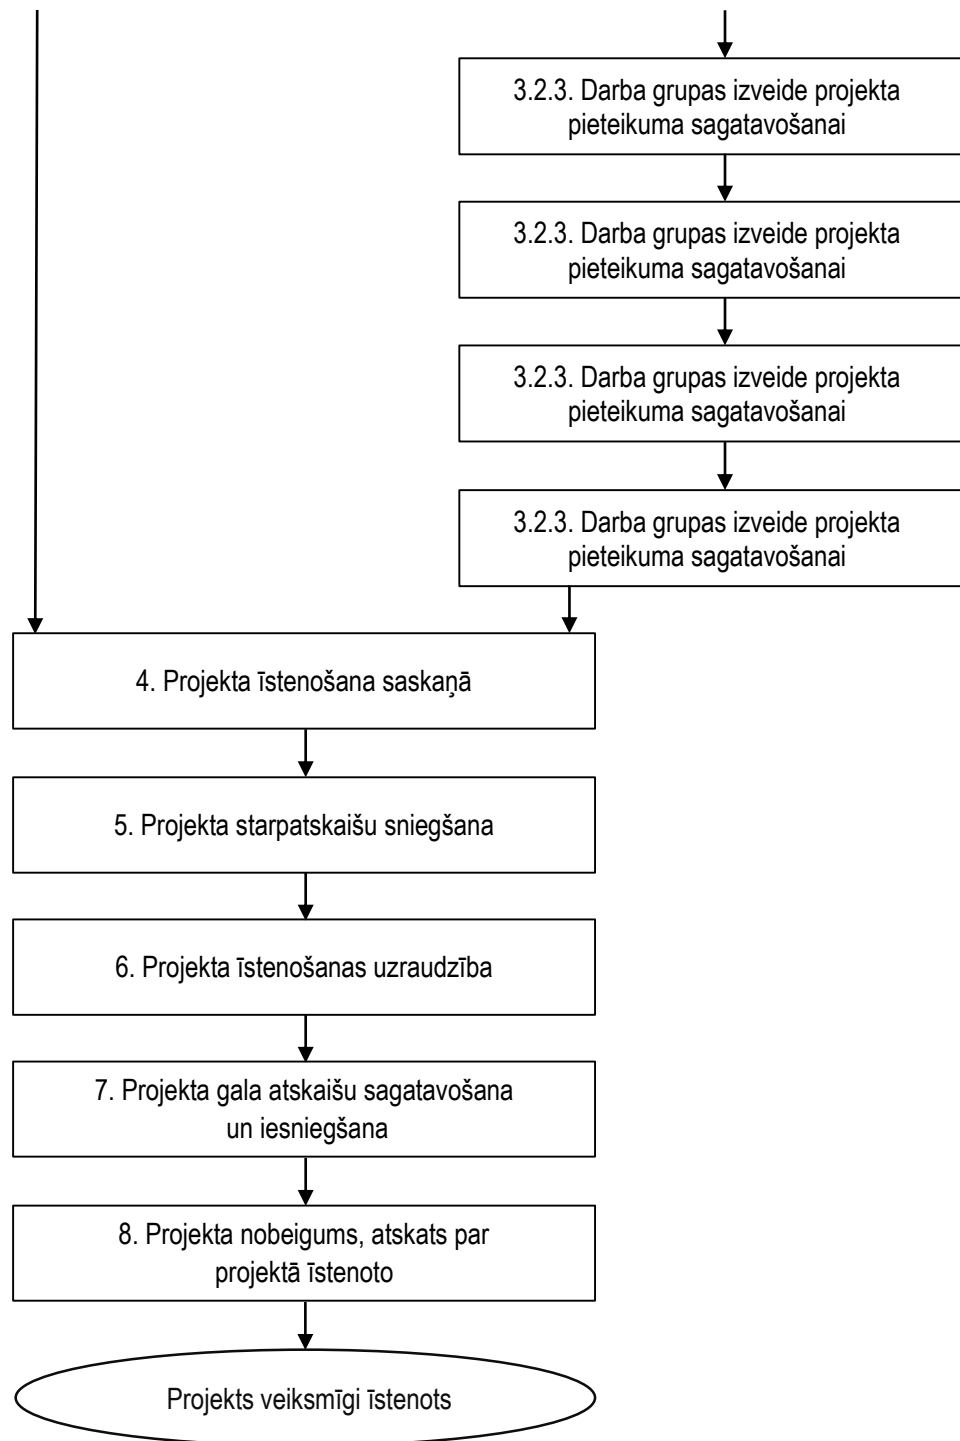 3.2.3. Darba grupas izveide projekta
pieteikuma sagatavošanai
3.2.3. Darba grupas izveide projekta
pieteikuma sagatavošanai
3.2.3. Darba grupas izveide projekta
pieteikuma sagatavošanai
3.2.3. Darba grupas izveide projekta
pieteikuma sagatavošanai
4. Projekta īstenošana saskaņā
5. Projekta starpatskaišu sniegšana
6. Projekta īstenošanas uzraudzība
7. Projekta gala atskaišu sagatavošana
un iesniegšana
8. Projekta nobeigums, atskats par
projektā īstenoto
Projekts veiksmīgi īstenots